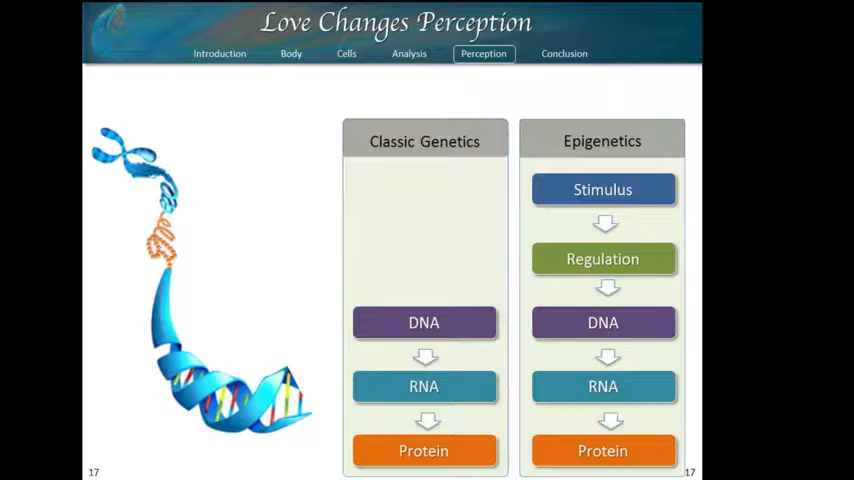 Love Changes Perception
Introduction Body Cells Analysis Perception Conclusion
Classic Genetics
DNA
RNA
Protein
Epigenetics
Stimulus
Regulation
DNA
RNA
Protein
17
17